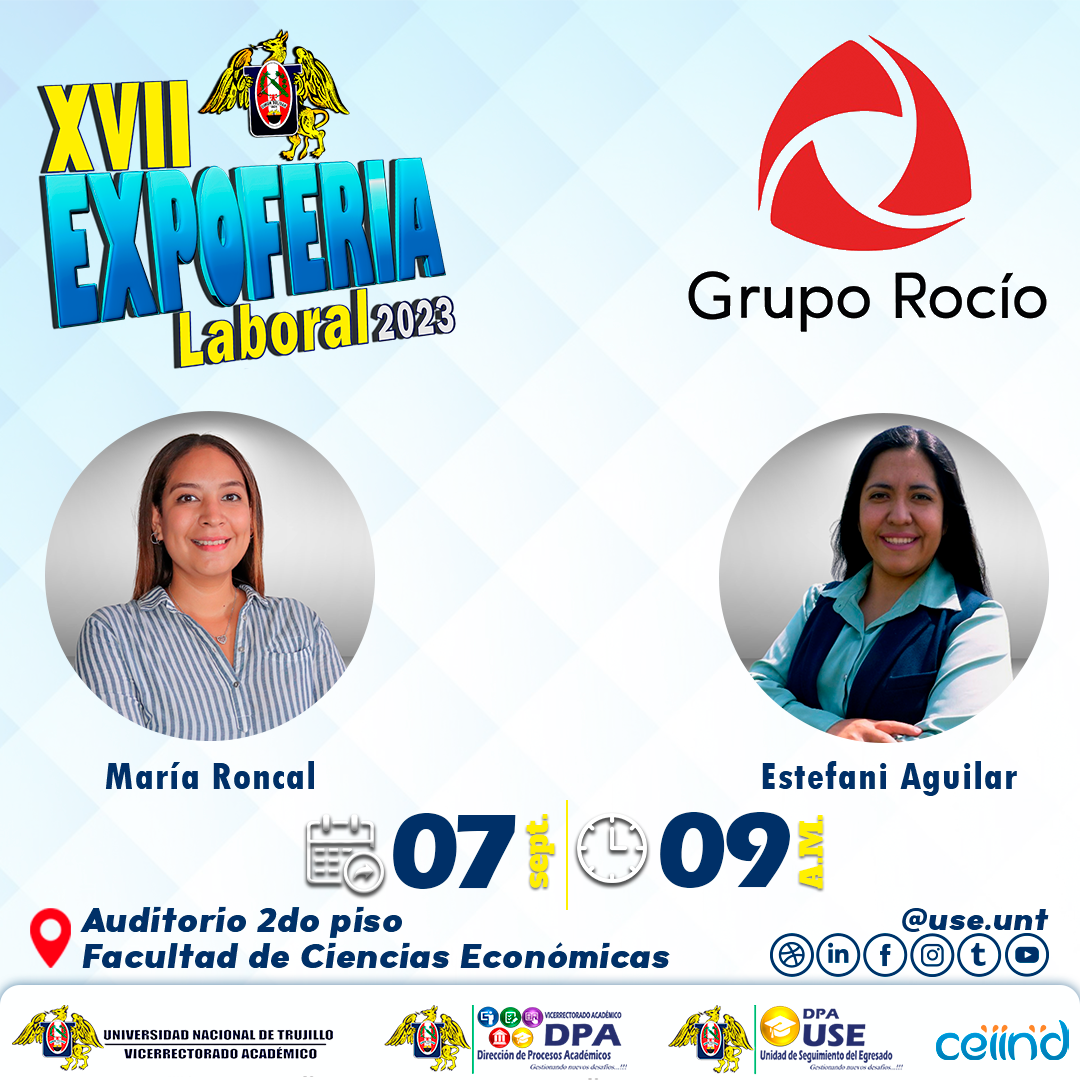 XVII
EXPOFERIA
Laboral 2023
Grupo Rocío
María Roncal
Estefani Aguilar
07 sept.
09 A.M.
Auditorio 2do piso
Facultad de Ciencias Económicas
@use.unt
UNIVERSIDAD NACIONAL DE TRUJILLO
VICERRECTORADO ACADÉMICO
VICERRECTORADO ACADÉMICO
DPA
Dirección de Procesos Académicos
Gestionando nuevos desafíos...!!!
DPA
USE
Unidad de Seguimiento del Egresado
Gestionando nuevos desafíos...!!!
ceiind